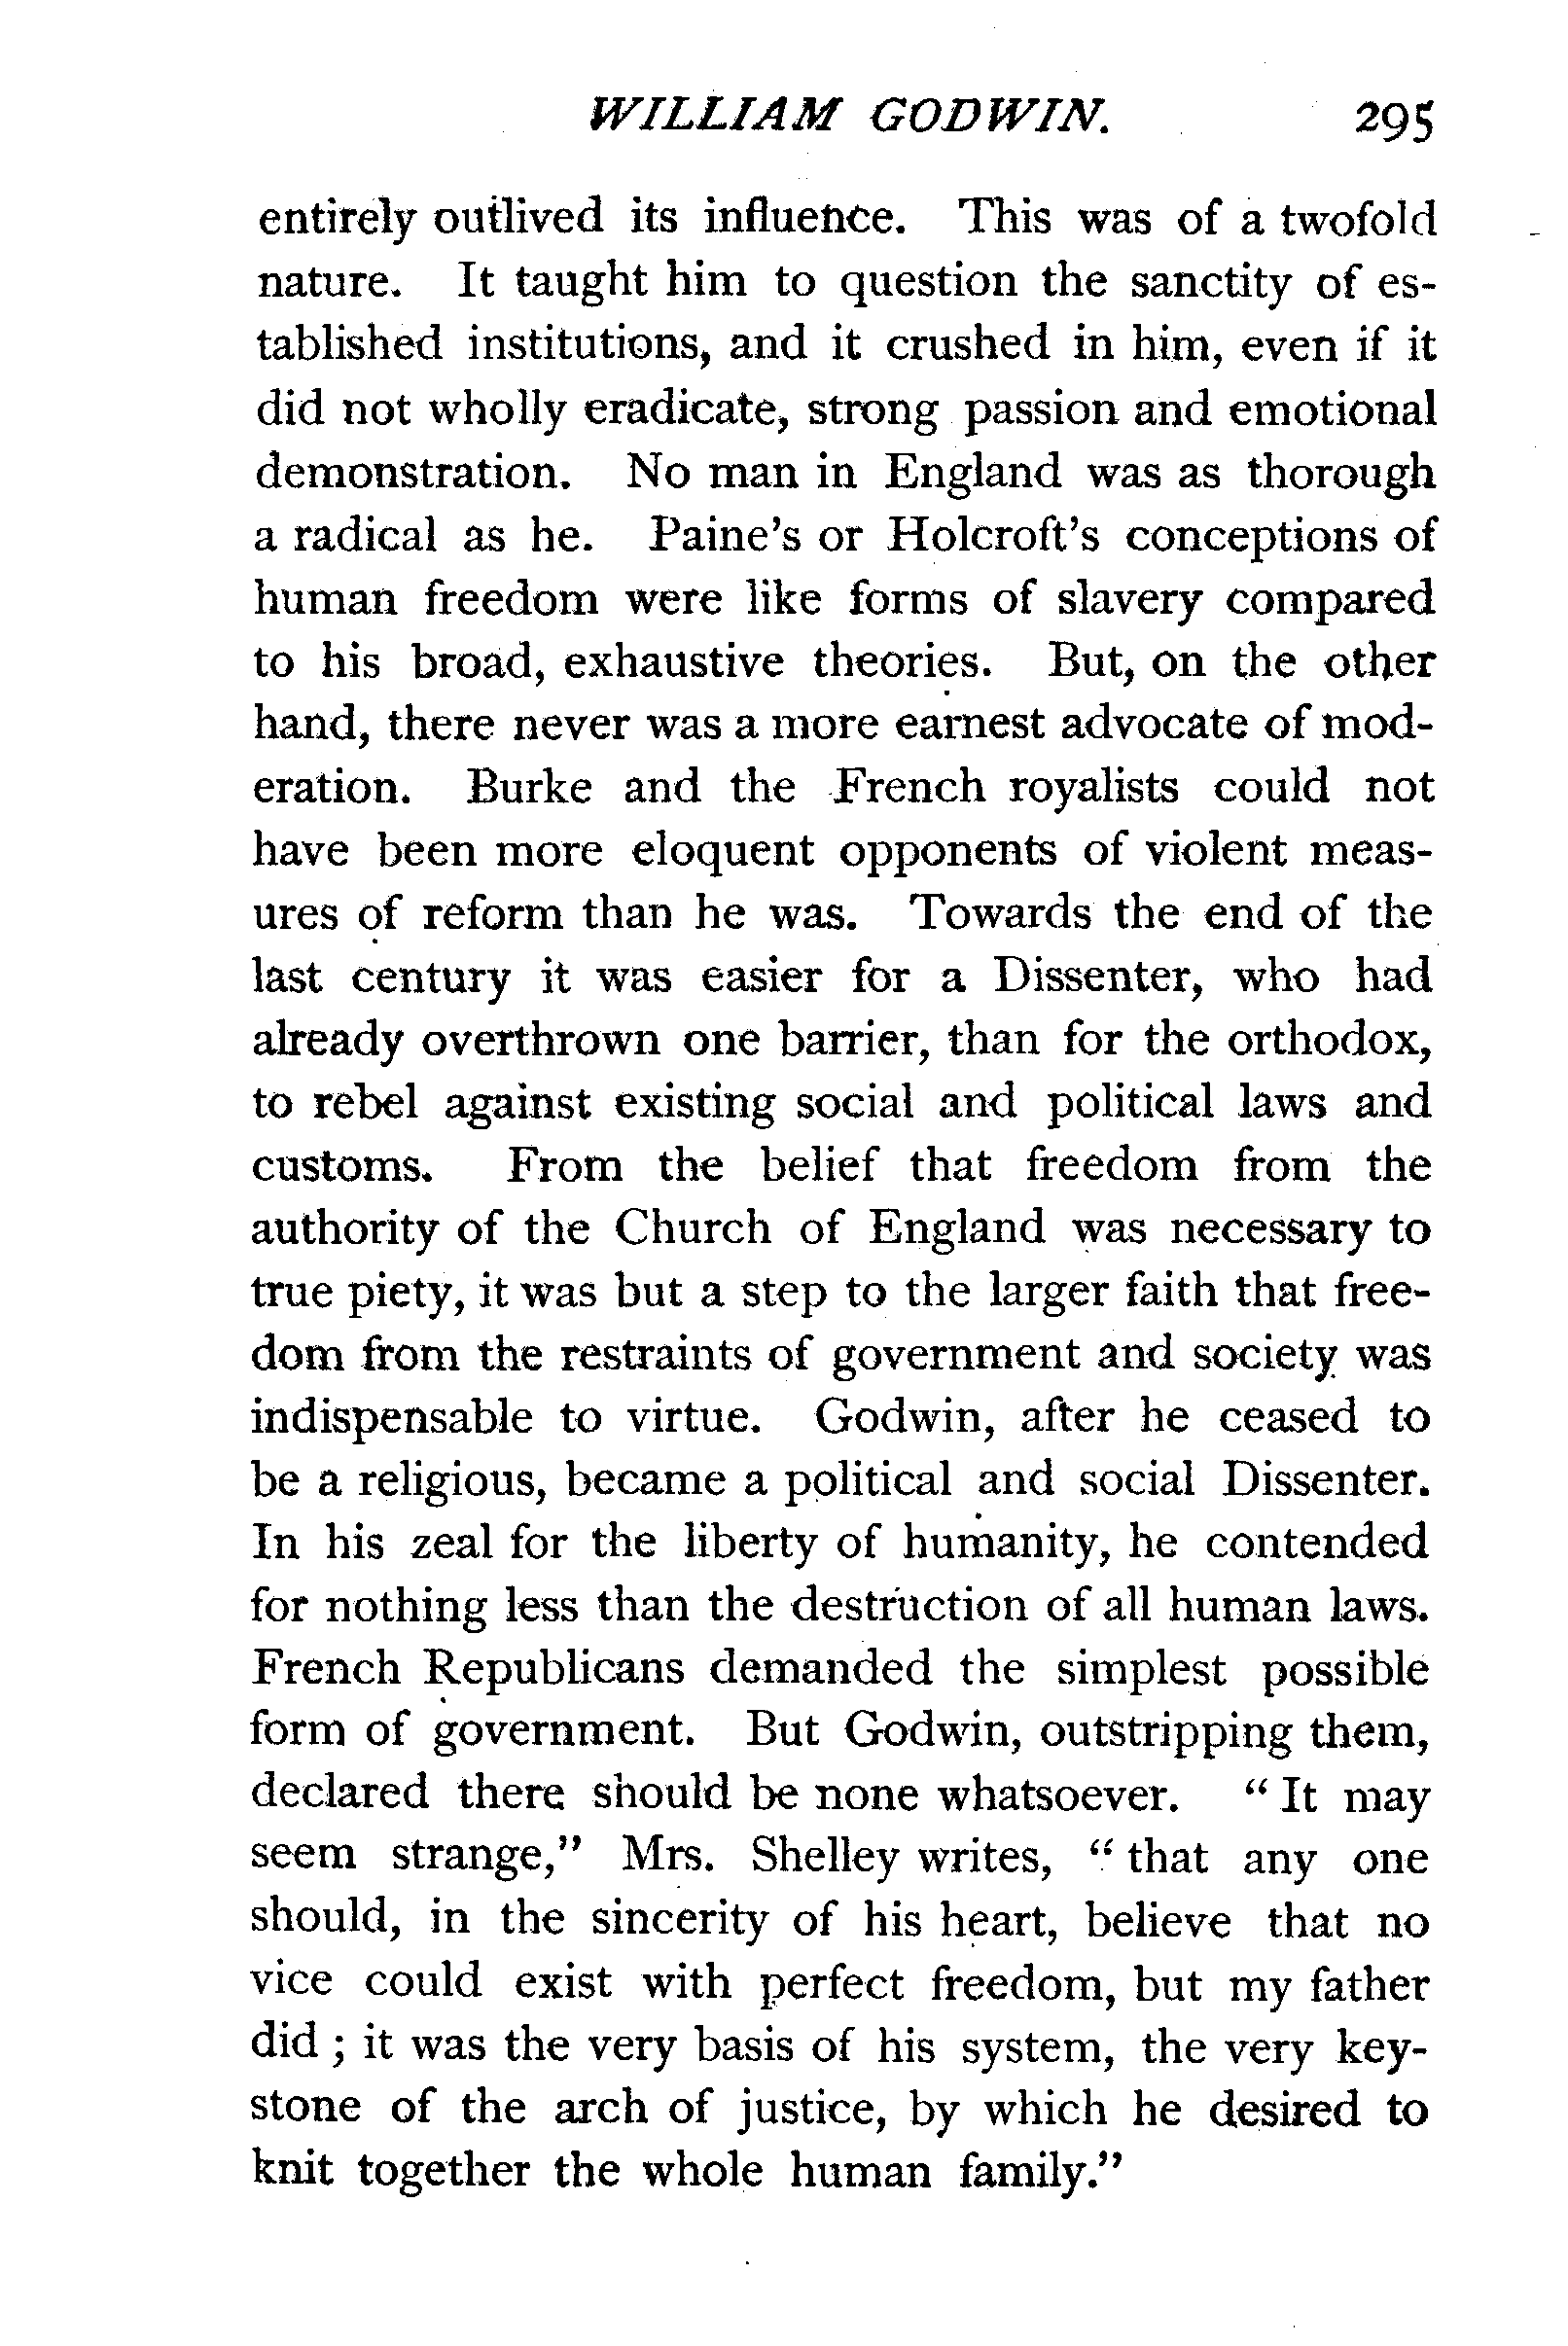 WILLIAM GODWIN. 295
entirely outlived its influence. This was of a twofold
nature. It taught him to question the sanctity of es-
tablished institutions, and it crushed in him, even if it
did not wholly eradicate, strong passion and emotional
demonstration. No man in England was as thorough
a radical as he. Paine's or Holcroft's conceptions of
human freedom were like forms of slavery compared
to his broad, exhaustive theories. But, on the other
hand, there never was a more earnest advocate of mod-
eration. Burke and the French royalists could not
have been more eloquent opponents of violent meas-
ures of reform than he was. Towards the end of the
last century it was easier for a Dissenter, who had
already overthrown one barrier, than for the orthodox,
to rebel against existing social and political laws and
customs. From the belief that freedom from the
authority of the Church of England was necessary to
true piety, it was but a step to the larger faith that free-
dom from the restraints of government and society was
indispensable to virtue. Godwin, after he ceased to
be a religious, became a political and social Dissenter.
In his zeal for the liberty of humanity, he contended
for nothing less than the destruction of all human laws.
French Republicans demanded the simplest possible
form of government. But Godwin, outstripping them,
declared there should be none whatsoever. "It may
seem strange," Mrs. Shelley writes, "that any one
should, in the sincerity of his heart, believe that no
vice could exist with perfect freedom, but my father
did; it was the very basis of his system, the very key-
stone of the arch of justice, by which he desired to
knit together the whole human family."